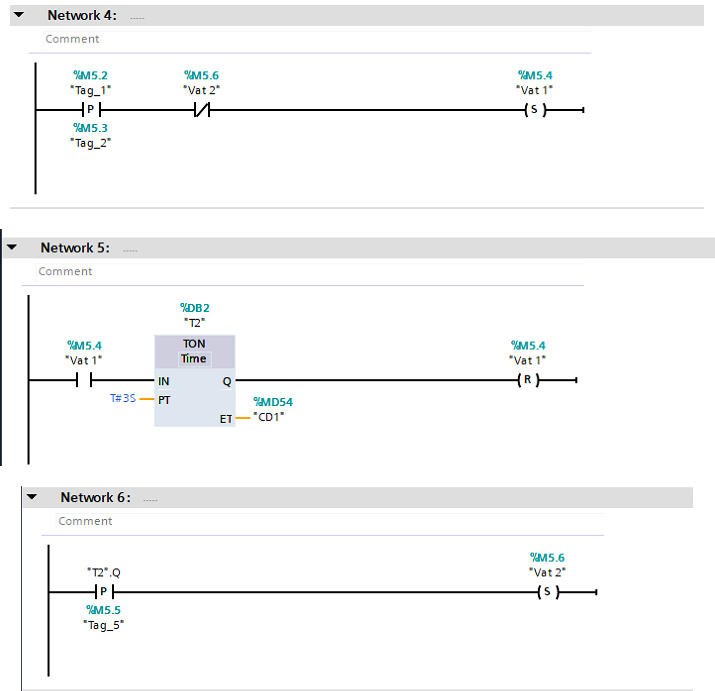 Network 4: .....
Comment
%M5.2 %M5.6 %M5.4
"Tag_1" "Vat 2" "Vat 1"
P S
%M5.3
"Tag_2"
Network 5: .....
Comment
%DB2
"T2"
%M5.4 TON %M5.4
"Vat 1" Time "Vat 1"
IN Q R
T#3S PT %MD54
ET "CD1"
Network 6: .....
Comment
%M5.6
"T2".Q "Vat 2"
P S
%M5.5
"Tag_5"